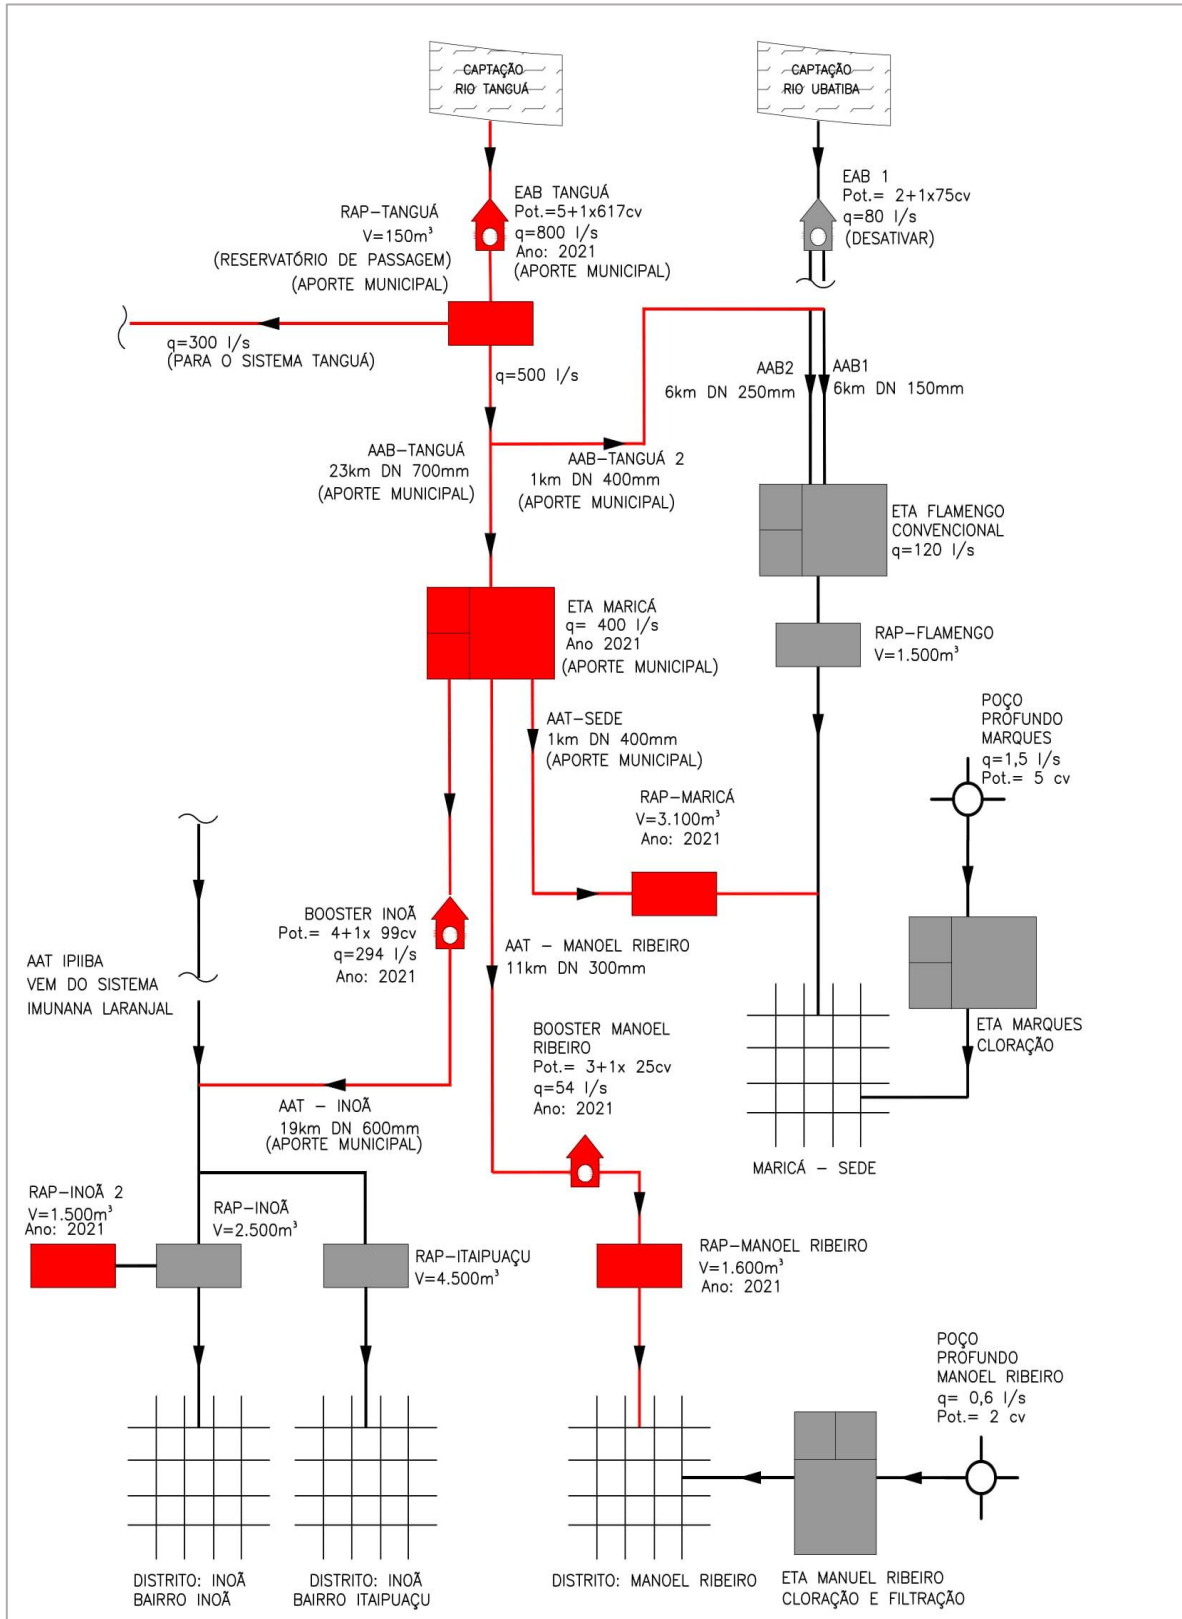 CAPTAÇÃO
RIO TANGUÁ
CAPTAÇÃO
RIO UBATIBA
EAB TANGUÁ
Pot.=5+1x617cv
q=800 l/s
Ano: 2021
(APORTE MUNICIPAL)
RAP-TANGUÁ
V=150m³
(RESERVATÓRIO DE PASSAGEM)
(APORTE MUNICIPAL)
EAB 1
Pot.= 2+1x75cv
q=80 l/s
(DESATIVAR)
q=300 l/s
(PARA O SISTEMA TANGUÁ)
q=500 l/s
AAB2
6km DN 250mm
AAB1
6km DN 150mm
AAB-TANGUÁ
23km DN 700mm
(APORTE MUNICIPAL)
AAB-TANGUÁ 2
1km DN 400mm
(APORTE MUNICIPAL)
ETA FLAMENGO
CONVENCIONAL
q=120 l/s
ETA MARICÁ
q= 400 l/s
Ano 2021
(APORTE MUNICIPAL)
RAP-FLAMENGO
V=1.500m³
AAT-SEDE
1km DN 400mm
(APORTE MUNICIPAL)
POÇO
PROFUNDO
MARQUES
q=1,5 l/s
Pot.= 5 cv
RAP-MARICÁ
V=3.100m³
Ano: 2021
BOOSTER INOÃ
Pot.= 4+1x 99cv
q=294 l/s
Ano: 2021
AAT - MANOEL RIBEIRO
11km DN 300mm
AAT IPIIBA
VEM DO SISTEMA
IMUNANA LARANJAL
ETA MARQUES
CLORAÇÃO
BOOSTER MANOEL
RIBEIRO
Pot.= 3+1x 25cv
q=54 l/s
Ano: 2021
AAT - INOÃ
19km DN 600mm
(APORTE MUNICIPAL)
MARICÁ - SEDE
RAP-INOÃ 2
V=1.500m³
Ano: 2021
RAP-INOÃ
V=2.500m³
RAP-ITAIPUAÇU
V=4.500m³
RAP-MANOEL RIBEIRO
V=1.600m³
Ano: 2021
POÇO
PROFUNDO
MANOEL RIBEIRO
q= 0,6 l/s
Pot.= 2 cv
DISTRITO: INOÃ
BAIRRO INOÃ
DISTRITO: INOÃ
BAIRRO ITAIPUAÇU
DISTRITO: MANOEL RIBEIRO
ETA MANUEL RIBEIRO
CLORAÇÃO E FILTRAÇÃO